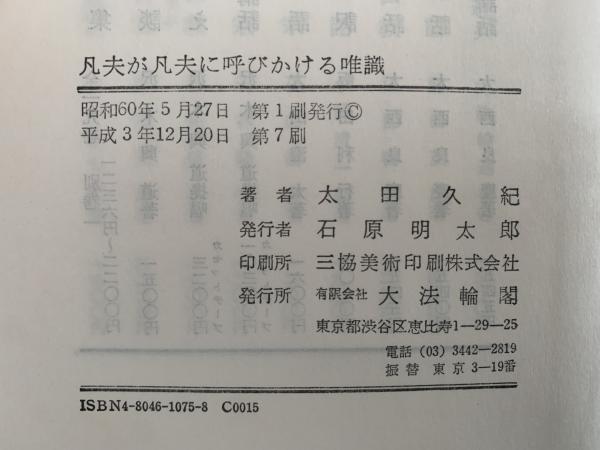 凡夫が凡夫に呼びかける唯識
昭和60年5月27日 第1刷発行©
平成3年12月20日 第7刷
著者 太田久紀
発行者 石原明太郎
印刷所 三協美術印刷株式会社
発行所 有限会社 大法輪閣
東京都渋谷区恵比寿1-29-25
電話 (03) 3442-2819
振替 東京 3-19番
ISBN4-8046-1075-8 C0015